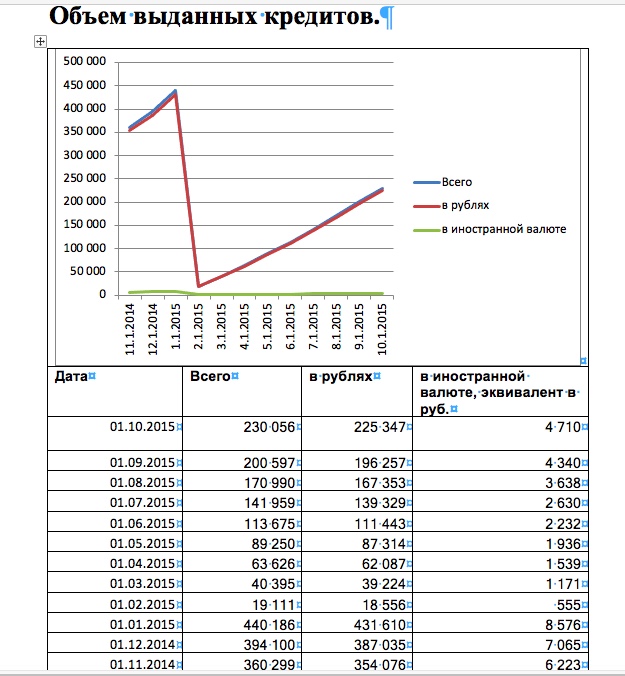 Объем выданных кредитов.¶
500 000
450 000
400 000
350 000
300 000
250 000
200 000
150 000
100 000
50 000
0
Всего
в рублях
в иностранной валюте
11.1.2014 12.1.2014 1.1.2015 2.1.2015 3.1.2015 4.1.2015 5.1.2015 6.1.2015 7.1.2015 8.1.2015 9.1.2015 10.1.2015
Дата Всего в рублях в иностранной
валюте, эквивалент в
руб.
01.10.2015 230 056 225 347 4 710
01.09.2015 200 597 196 257 4 340
01.08.2015 170 990 167 353 3 638
01.07.2015 141 959 139 329 2 630
01.06.2015 113 675 111 443 2 232
01.05.2015 89 250 87 314 1 936
01.04.2015 63 626 62 087 1 539
01.03.2015 40 395 39 224 1 171
01.02.2015 19 111 18 556 555
01.01.2015 440 186 431 610 8 576
01.12.2014 394 100 387 035 7 065
01.11.2014 360 299 354 076 6 223